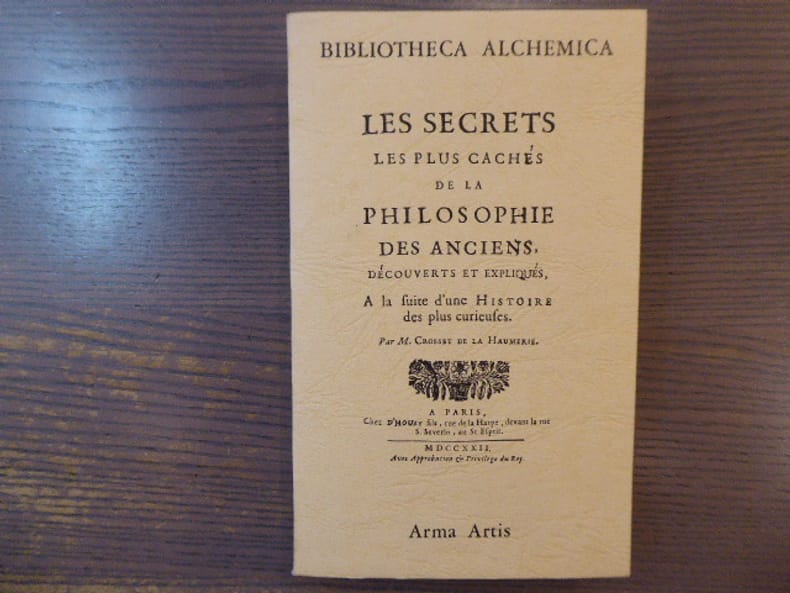 BIBLIOTHECA ALCHEMICA
LES SECRETS
LES PLUS CACHÉS
DE LA
PHILOSOPHIE
DES ANCIENS,
DÉCOUVERTS ET EXPLIQUÉS,
A la ſuite d'une HISTOIRE
des plus curieuſes.
Par M. CROSSET DE LA HAUMERIE.
A PARIS,
Chez D'HOURY fils, rue de la Harpe, devant la rue
S. Severin, au St Eſprit.
MDCCXXII.
Avec Approbation & Privilege du Roy.
Arma Artis